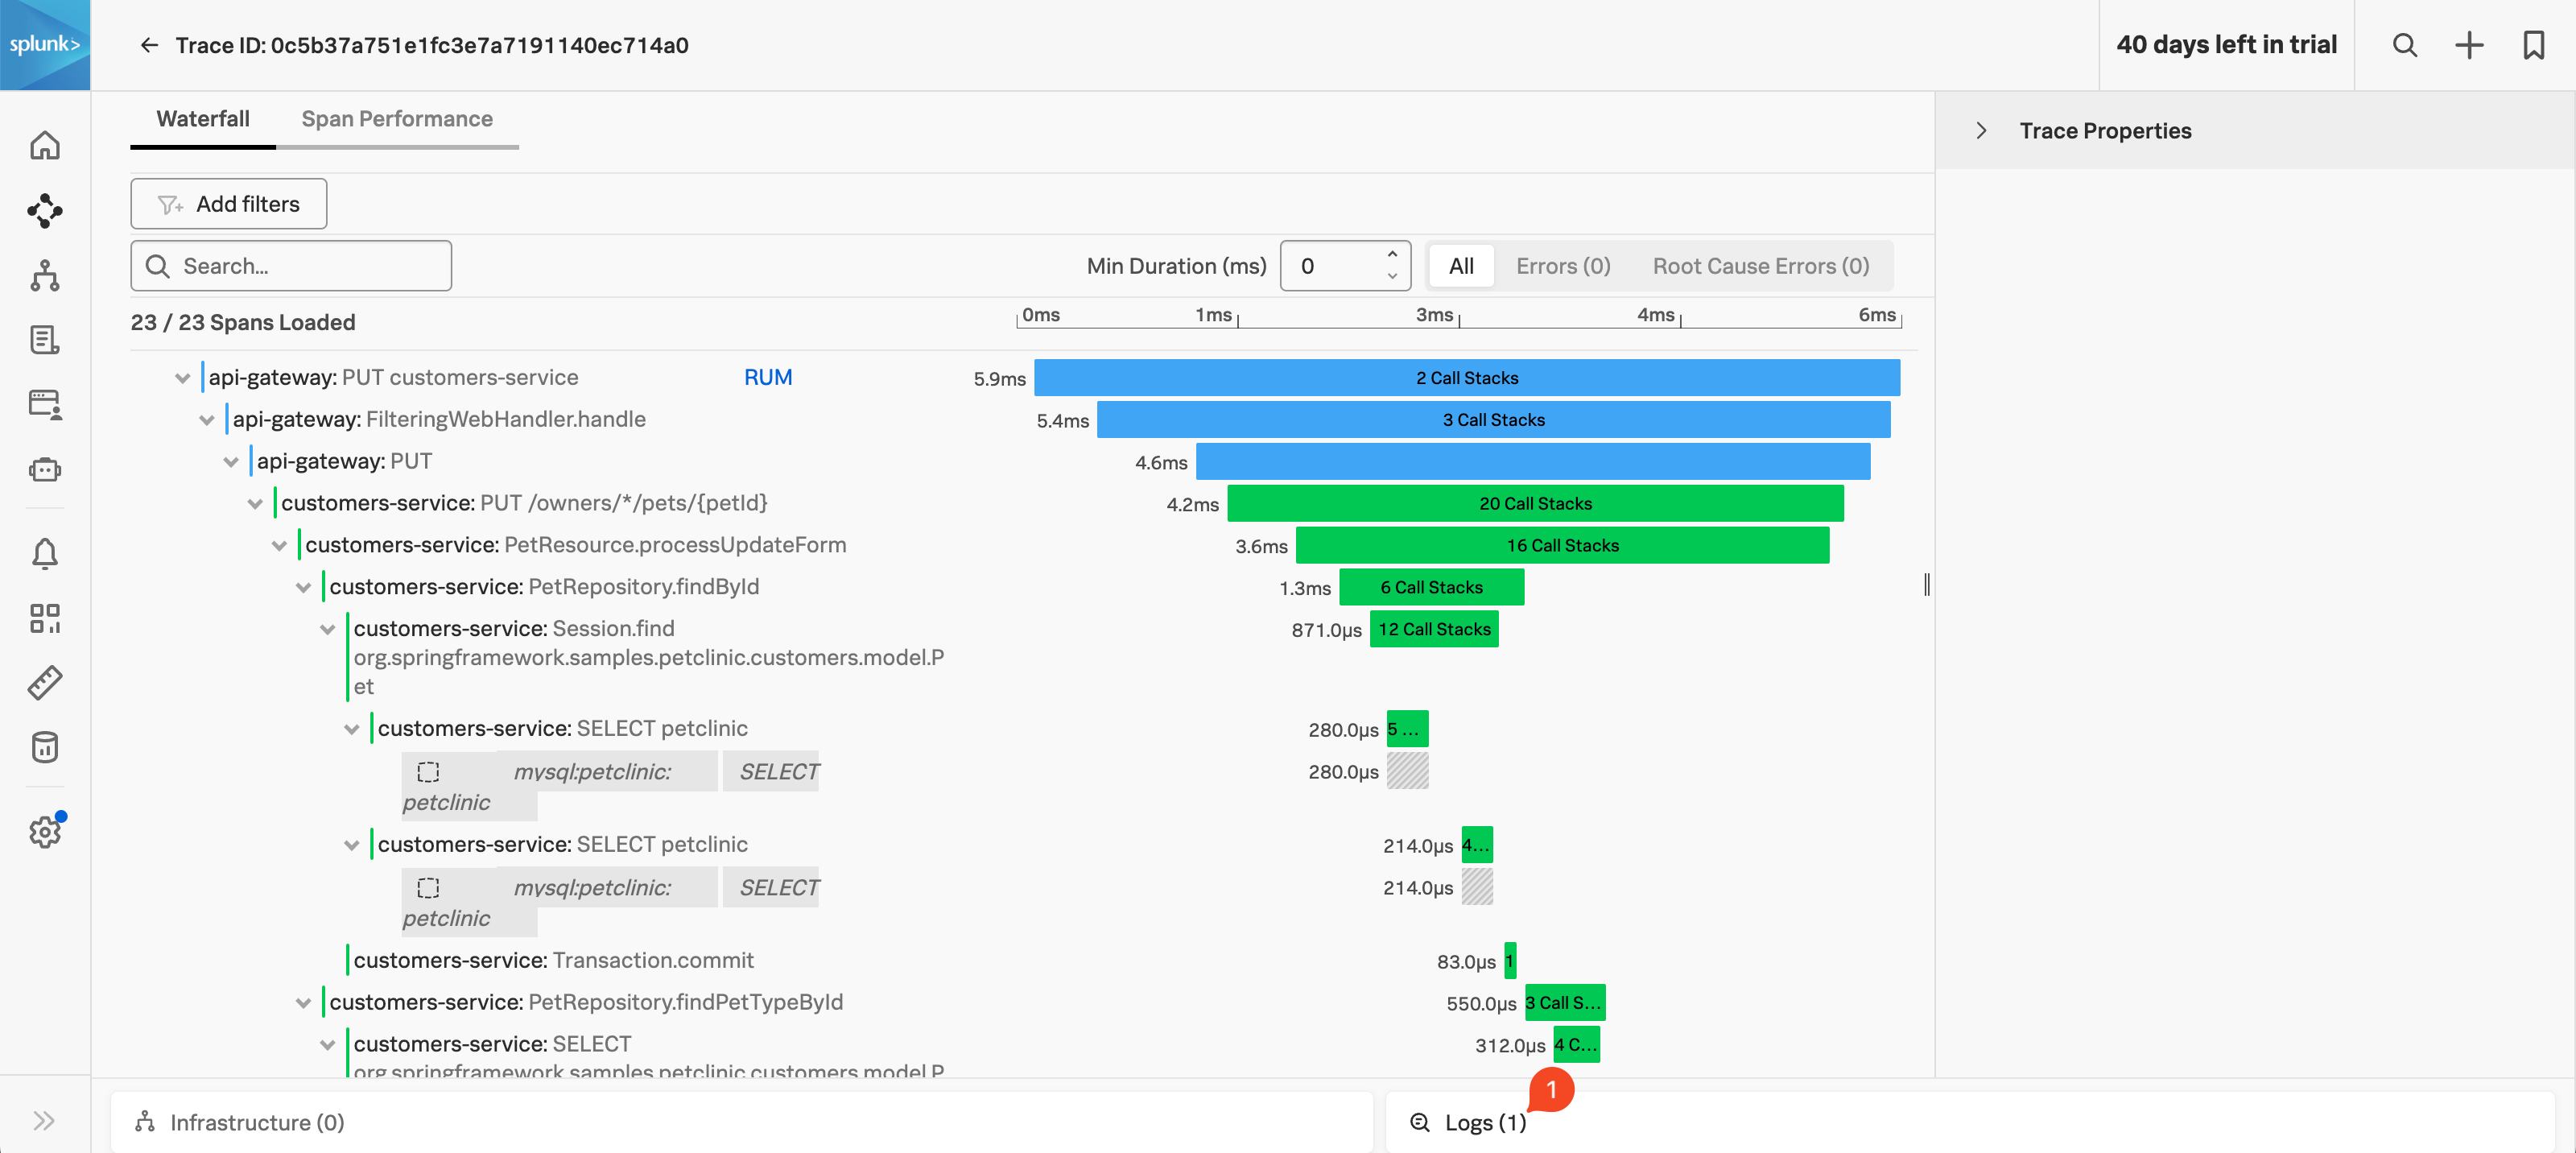 splunk>
Trace ID: 0c5b37a751e1fc3e7a7191140ec714a0
40 days left in trial
Waterfall
Span Performance
Trace Properties
Add filters
Search...
Min Duration (ms)
0
All
Errors (0)
Root Cause Errors (0)
23 / 23 Spans Loaded
0ms
1ms
3ms
4ms
6ms
api-gateway: PUT customers-service
RUM
5.9ms
2 Call Stacks
api-gateway: FilteringWebHandler.handle
5.4ms
3 Call Stacks
api-gateway: PUT
4.6ms
customers-service: PUT /owners/*/pets/{petId}
4.2ms
20 Call Stacks
customers-service: PetResource.processUpdateForm
3.6ms
16 Call Stacks
customers-service: PetRepository.findById
1.3ms
6 Call Stacks
customers-service: Session.find
org.springframework.samples.petclinic.customers.model.P
et
871.0µs
12 Call Stacks
customers-service: SELECT petclinic
280.0µs
5 ...
mysql:petclinic: SELECT
petclinic
280.0µs
customers-service: SELECT petclinic
214.0µs
4...
mysql:petclinic: SELECT
petclinic
214.0µs
customers-service: Transaction.commit
83.0µs
1
customers-service: PetRepository.findPetTypeById
550.0µs
3 Call S...
customers-service: SELECT
org.springframework.samples.petclinic.customers.model.P
312.0µs
4 C...
Infrastructure (0)
Logs (1)
1